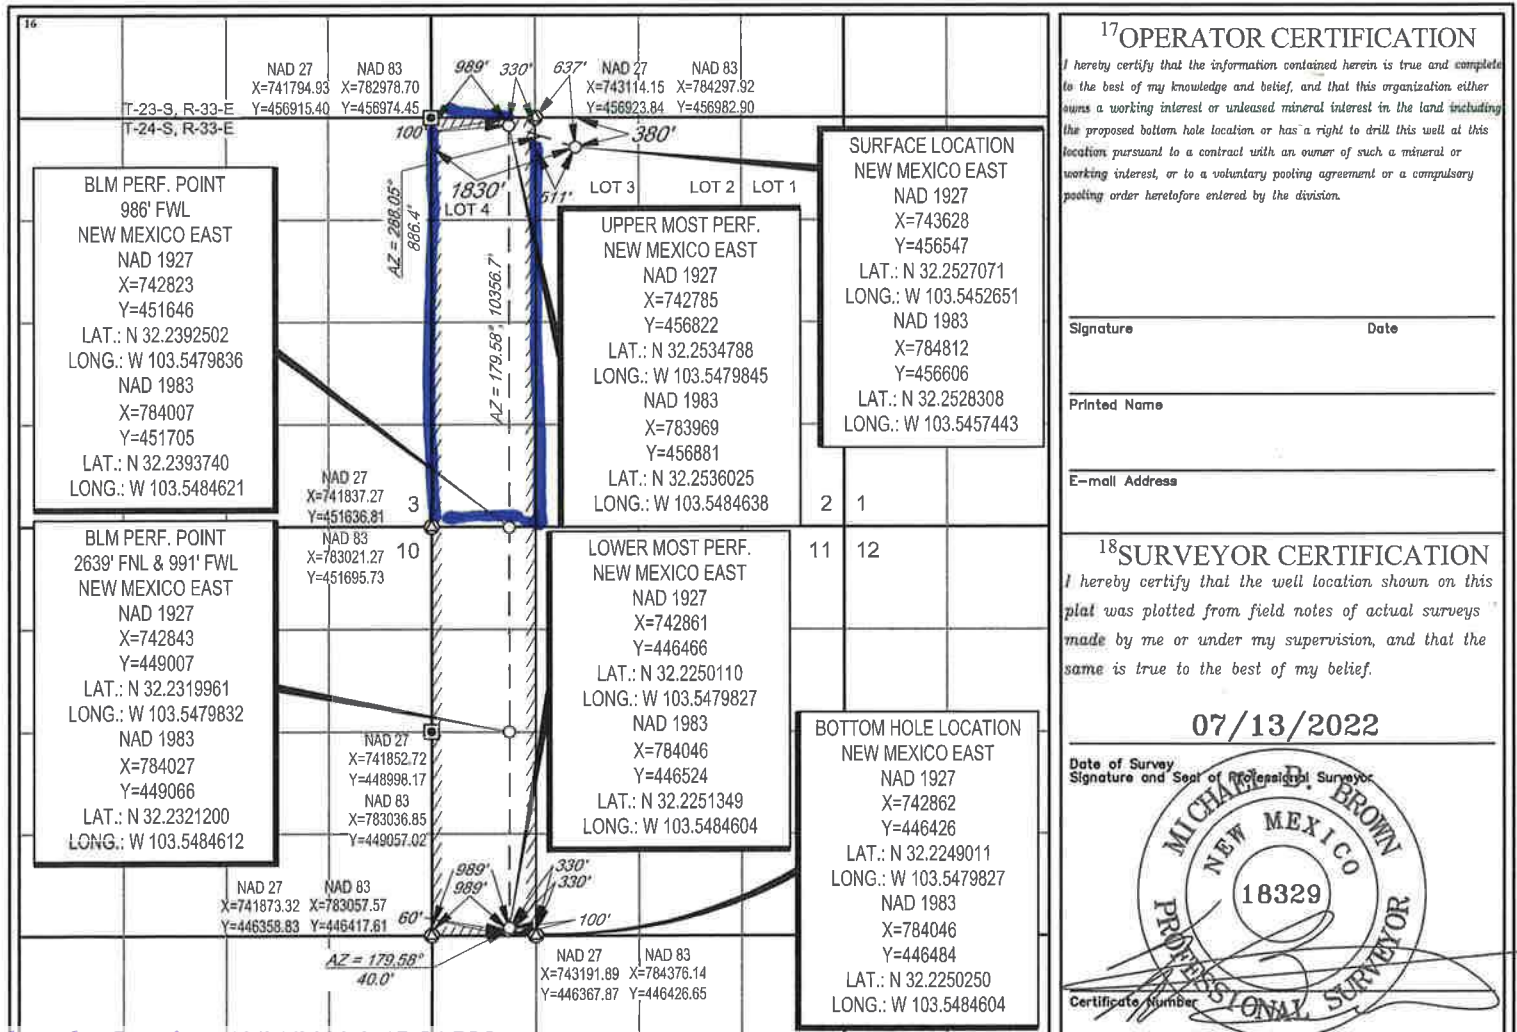 16
NAD 27
X=741794.93
Y=456915.40
NAD 83
X=782978.70
Y=456974.45
989'
330'
637'
NAD 27
X=743114.15
Y=456923.84
NAD 83
X=784297.92
Y=456982.90
T-23-S, R-33-E
T-24-S, R-33-E
100'
380'
1830'
511'
LOT 4
LOT 3
LOT 2
LOT 1
AZ = 288.05°
886.4'
AZ = 179.58°, 10356.7'
BLM PERF. POINT
986' FWL
NEW MEXICO EAST
NAD 1927
X=742823
Y=451646
LAT.: N 32.2392502
LONG.: W 103.5479836
NAD 1983
X=784007
Y=451705
LAT.: N 32.2393740
LONG.: W 103.5484621
UPPER MOST PERF.
NEW MEXICO EAST
NAD 1927
X=742785
Y=456822
LAT.: N 32.2534788
LONG.: W 103.5479845
NAD 1983
X=783969
Y=456881
LAT.: N 32.2536025
LONG.: W 103.5484638
SURFACE LOCATION
NEW MEXICO EAST
NAD 1927
X=743628
Y=456547
LAT.: N 32.2527071
LONG.: W 103.5452651
NAD 1983
X=784812
Y=456606
LAT.: N 32.2528308
LONG.: W 103.5457443
NAD 27
X=741837.27
Y=451636.81
NAD 83
X=783021.27
Y=451695.73
3
10
2
1
11
12
BLM PERF. POINT
2639' FNL & 991' FWL
NEW MEXICO EAST
NAD 1927
X=742843
Y=449007
LAT.: N 32.2319961
LONG.: W 103.5479832
NAD 1983
X=784027
Y=449066
LAT.: N 32.2321200
LONG.: W 103.5484612
LOWER MOST PERF.
NEW MEXICO EAST
NAD 1927
X=742861
Y=446466
LAT.: N 32.2250110
LONG.: W 103.5479827
NAD 1983
X=784046
Y=446524
LAT.: N 32.2251349
LONG.: W 103.5484604
BOTTOM HOLE LOCATION
NEW MEXICO EAST
NAD 1927
X=742862
Y=446426
LAT.: N 32.2249011
LONG.: W 103.5479827
NAD 1983
X=784046
Y=446484
LAT.: N 32.2250250
LONG.: W 103.5484604
NAD 27
X=741852.72
Y=448998.17
NAD 83
X=783036.85
Y=449057.02
NAD 27
X=741873.32
Y=446358.83
NAD 83
X=783057.57
Y=446417.61
989'
989'
330'
330'
60'
100'
AZ = 179.58°
40.0'
NAD 27
X=743191.89
Y=446367.87
NAD 83
X=784376.14
Y=446426.65
17 OPERATOR CERTIFICATION
I hereby certify that the information contained herein is true and complete
to the best of my knowledge and belief, and that this organization either
owns a working interest or unleased mineral interest in the land including
the proposed bottom hole location or has a right to drill this well at this
location pursuant to a contract with an owner of such a mineral or
working interest, or to a voluntary pooling agreement or a compulsory
pooling order heretofore entered by the division.
Signature
Date
Printed Name
E-mail Address
18 SURVEYOR CERTIFICATION
I hereby certify that the well location shown on this
plat was plotted from field notes of actual surveys
made by me or under my supervision, and that the
same is true to the best of my belief.
07/13/2022
Date of Survey
Signature and Seal of Professional Surveyor
MICHAEL B. BROWN
NEW MEXICO
18329
PROFESSIONAL SURVEYOR
Certificate Number